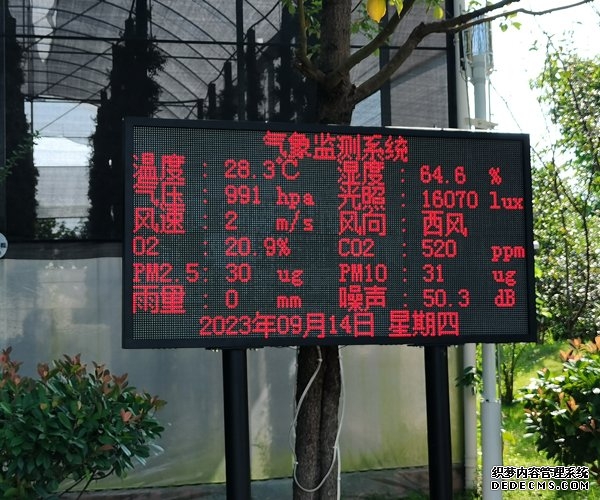 气象监测系统
温度 : 28.3℃ 湿度 : 64.6 %
气压 : 991 hpa 光照 : 16070 lux
风速 : 2 m/s 风向 : 西风
O2 : 20.9% CO2 : 520 ppm
PM2.5: 30 ug PM10 : 31 ug
雨量 : 0 mm 噪声 : 50.3 dB
2023年09月14日 星期四
织梦内容管理系统
DEDECMS.COM